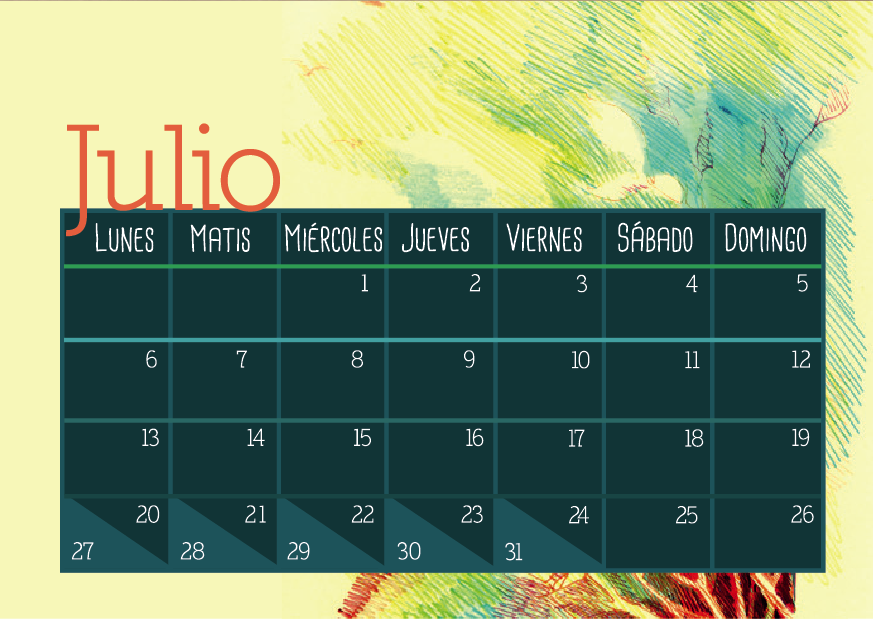 Julio
LUNES MATIS MIÉRCOLES JUEVES VIERNES SÁBADO DOMINGO
1 2 3 4 5
6 7 8 9 10 11 12
13 14 15 16 17 18 19
20 21 22 23 24 25 26
27 28 29 30 31